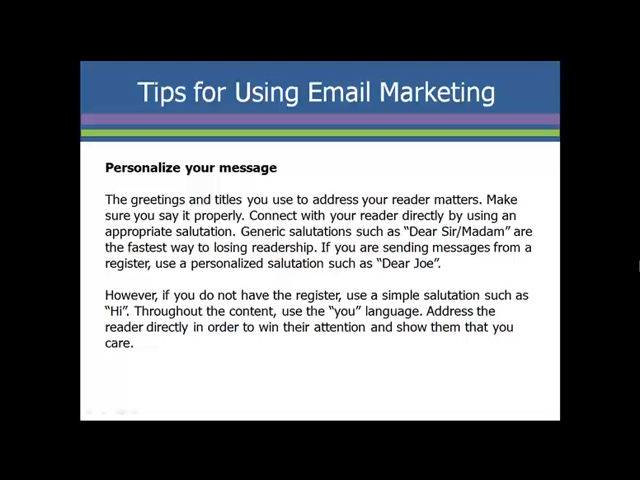 Tips for Using Email Marketing
Personalize your message
The greetings and titles you use to address your reader matters. Make
sure you say it properly. Connect with your reader directly by using an
appropriate salutation. Generic salutations such as “Dear Sir/Madam” are
the fastest way to losing readership. If you are sending messages from a
register, use a personalized salutation such as “Dear Joe”.
However, if you do not have the register, use a simple salutation such as
“Hi”. Throughout the content, use the “you” language. Address the
reader directly in order to win their attention and show them that you
care.